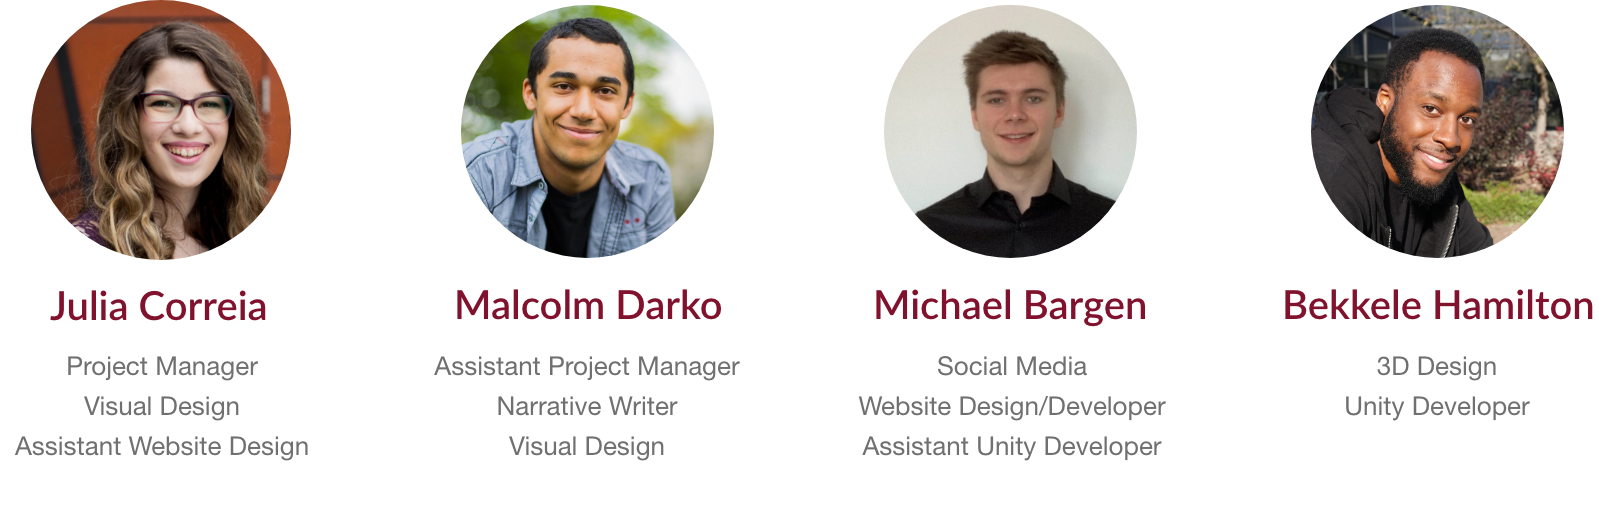 Julia Correia
Project Manager
Visual Design
Assistant Website Design
Malcolm Darko
Assistant Project Manager
Narrative Writer
Visual Design
Michael Bargen
Social Media
Website Design/Developer
Assistant Unity Developer
Bekkele Hamilton
3D Design
Unity Developer